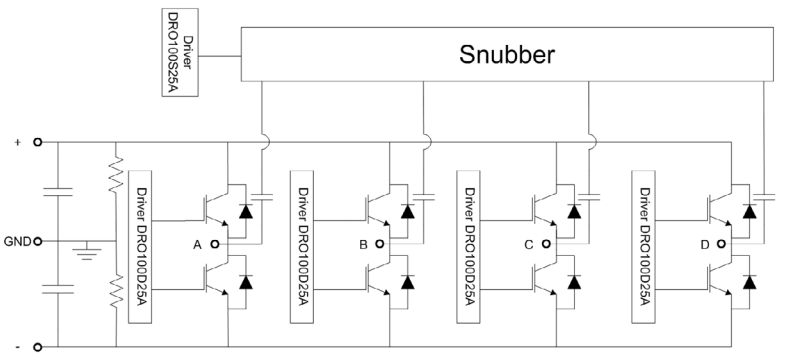 Driver
DRO100S25A
Snubber
+
GND
-
Driver DRO100D25A
A
Driver DRO100D25A
B
Driver DRO100D25A
C
Driver DRO100D25A
D